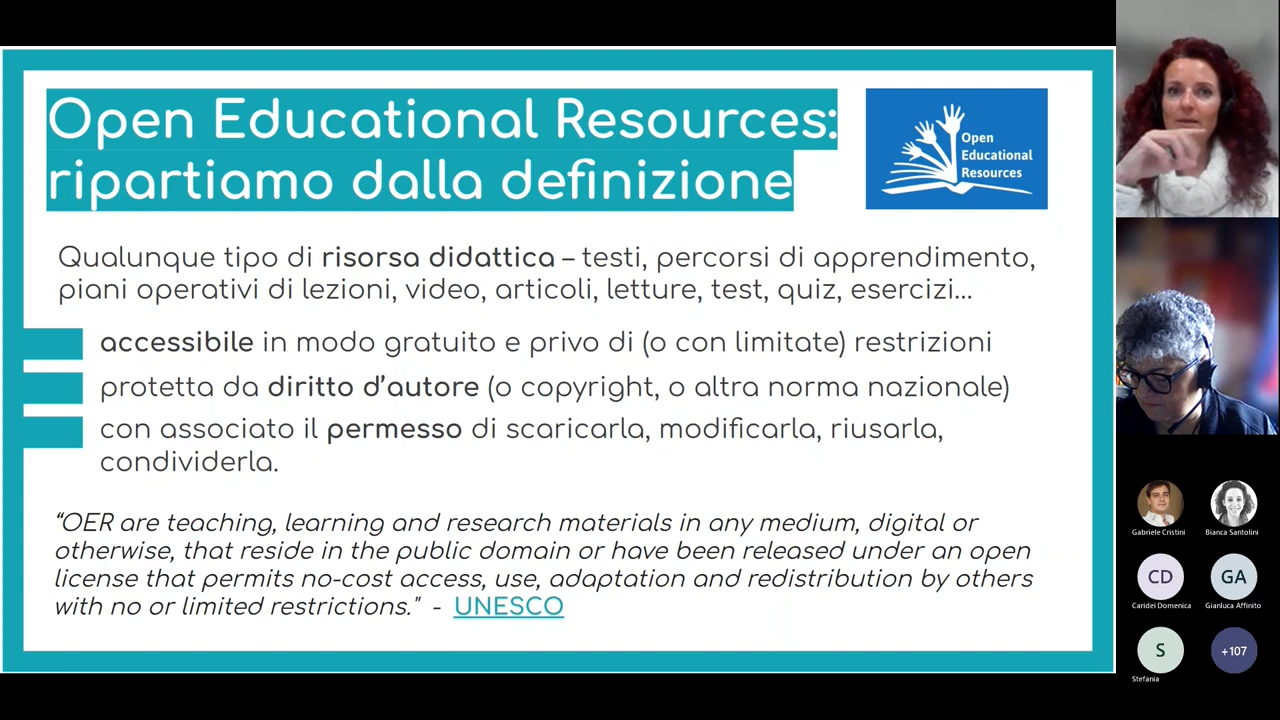 Open Educational Resources:
ripartiamo dalla definizione
Open
Educational
Resources
Qualunque tipo di risorsa didattica – testi, percorsi di apprendimento,
piani operativi di lezioni, video, articoli, letture, test, quiz, esercizi...
accessibile in modo gratuito e privo di (o con limitate) restrizioni
protetta da diritto d'autore (o copyright, o altra norma nazionale)
con associato il permesso di scaricarla, modificarla, riusarla,
condividerla.
“OER are teaching, learning and research materials in any medium, digital or
otherwise, that reside in the public domain or have been released under an open
license that permits no-cost access, use, adaptation and redistribution by others
with no or limited restrictions." - UNESCO
Gabriele Cristini
Bianca Santolini
CD
GA
Caridei Domenica
Gianluca Affinito
S
+107
Stefania